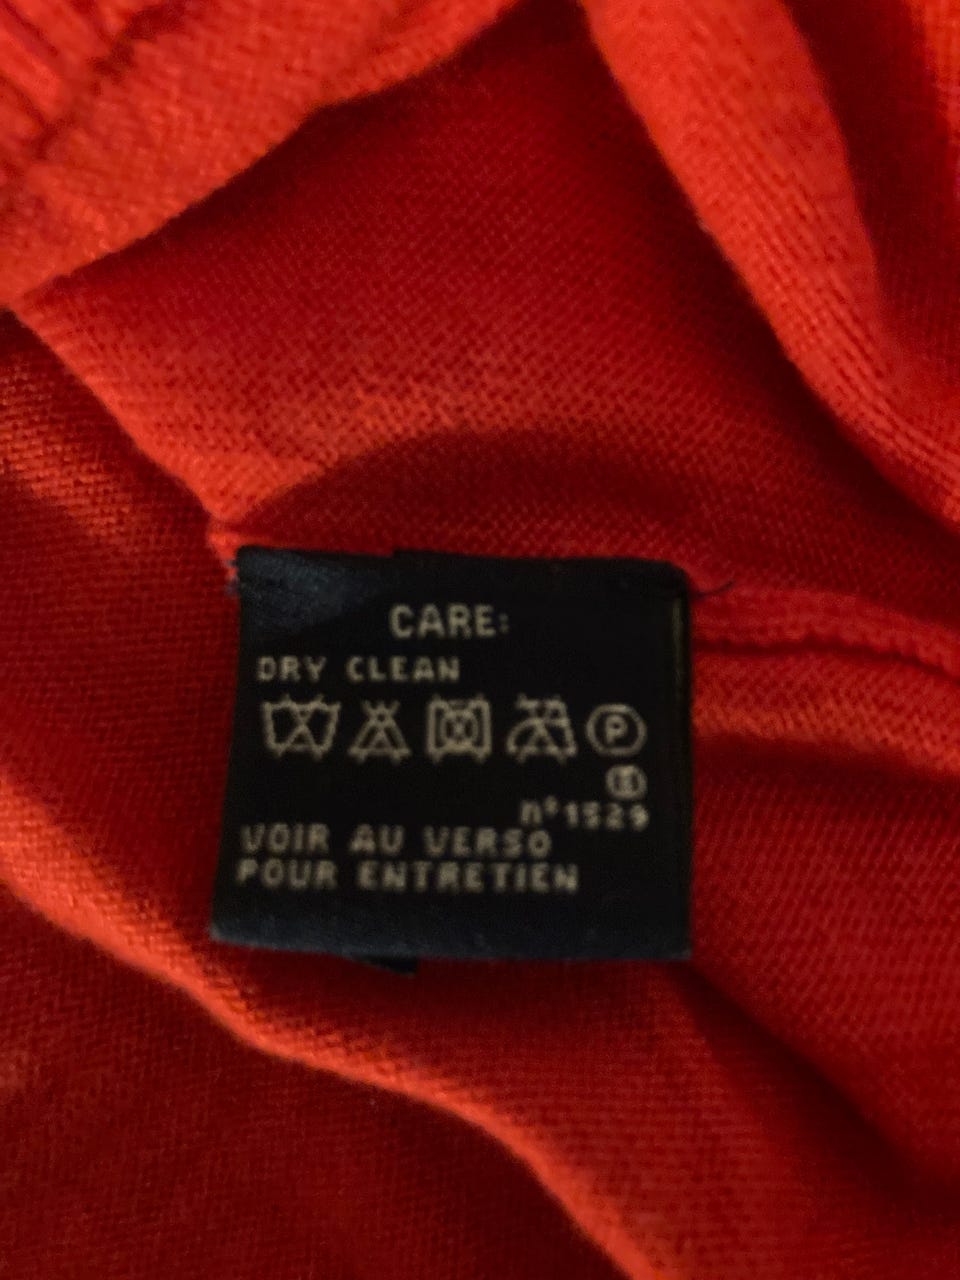 CARE:
DRY CLEAN
P
n°1529
VOIR AU VERSO
POUR ENTRETIEN